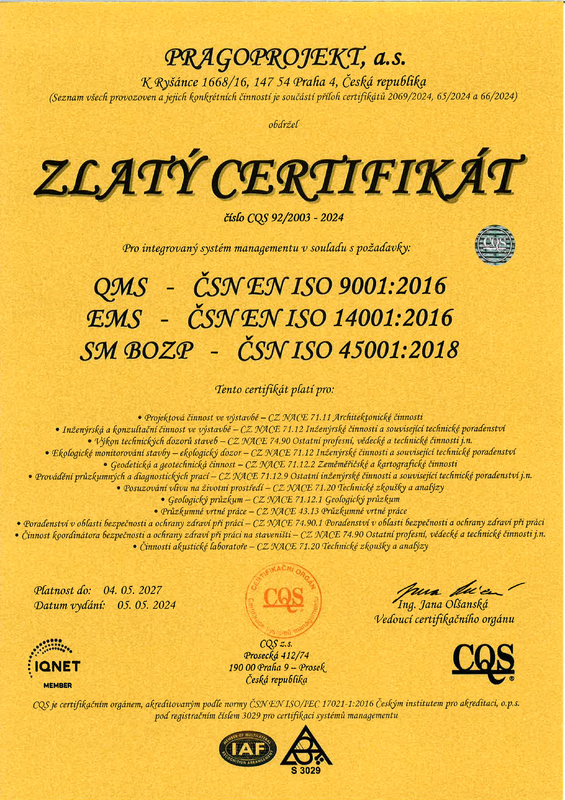 PRAGOPROJEKT, a.s.
K Ryšánce 1668/16, 147 54 Praha 4, Česká republika
(Seznam všech provozoven a jejich konkrétních činností je součástí příloh certifikátů 2069/2024, 65/2024 a 66/2024)
obdržel
ZLATÝ CERTIFIKÁT
číslo CQS 92/2003 - 2024
CQS
Pro integrovaný systém managementu v souladu s požadavky:
QMS - ČSN EN ISO 9001:2016
EMS - ČSN EN ISO 14001:2016
SM BOZP - ČSN ISO 45001:2018
Tento certifikát platí pro:
• Projektová činnost ve výstavbě – CZ NACE 71.11 Architektonické činnosti
• Inženýrská a konzultační činnost ve výstavbě – CZ NACE 71.12 Inženýrské činnosti a související technické poradenství
• Výkon technických dozorů staveb – CZ NACE 74.90 Ostatní profesní, vědecké a technické činnosti j.n.
• Ekologické monitorování stavby – ekologický dozor – CZ NACE 71.12 Inženýrské činnosti a související technické poradenství
• Geodetická a geotechnická činnost – CZ NACE 71.12.2 Zeměměřičské a kartografické činnosti
• Provádění průzkumných a diagnostických prací – CZ NACE 71.12.9 Ostatní inženýrské činnosti a související technické poradenství j.n.
• Posuzování vlivu na životní prostředí – CZ NACE 71.20 Technické zkoušky a analýzy
• Geologický průzkum – CZ NACE 71.12.1 Geologický průzkum
• Průzkumné vrtné práce – CZ NACE 43.13 Průzkumné vrtné práce
• Poradenství v oblasti bezpečnosti a ochrany zdraví při práci – CZ NACE 74.90.1 Poradenství v oblasti bezpečnosti a ochrany zdraví při práci
• Činnost koordinátora bezpečnosti a ochrany zdraví při práci na staveništi – CZ NACE 74.90 Ostatní profesní, vědecké a technické činnosti j.n.
• Činnosti akustické laboratoře – CZ NACE 71.20 Technické zkoušky a analýzy
Platnost do: 04. 05. 2027
Datum vydání: 05. 05. 2024
CERTIFIKAČNÍ ORGÁN
CQS
Ing. Jana Olšanská
Vedoucí certifikačního orgánu
IQNET
MEMBER
CQS z.s.
Prosecká 412/74
190 00 Praha 9 – Prosek
Česká republika
CQS®
CQS je certifikačním orgánem, akreditovaným podle normy ČSN EN ISO/IEC 17021-1:2016 Českým institutem pro akreditaci, o.p.s.
pod registračním číslem 3029 pro certifikaci systémů managementu
MEMBER OF MULTILATERAL
IAF
RECOGNITION ARRANGEMENT
S 3029